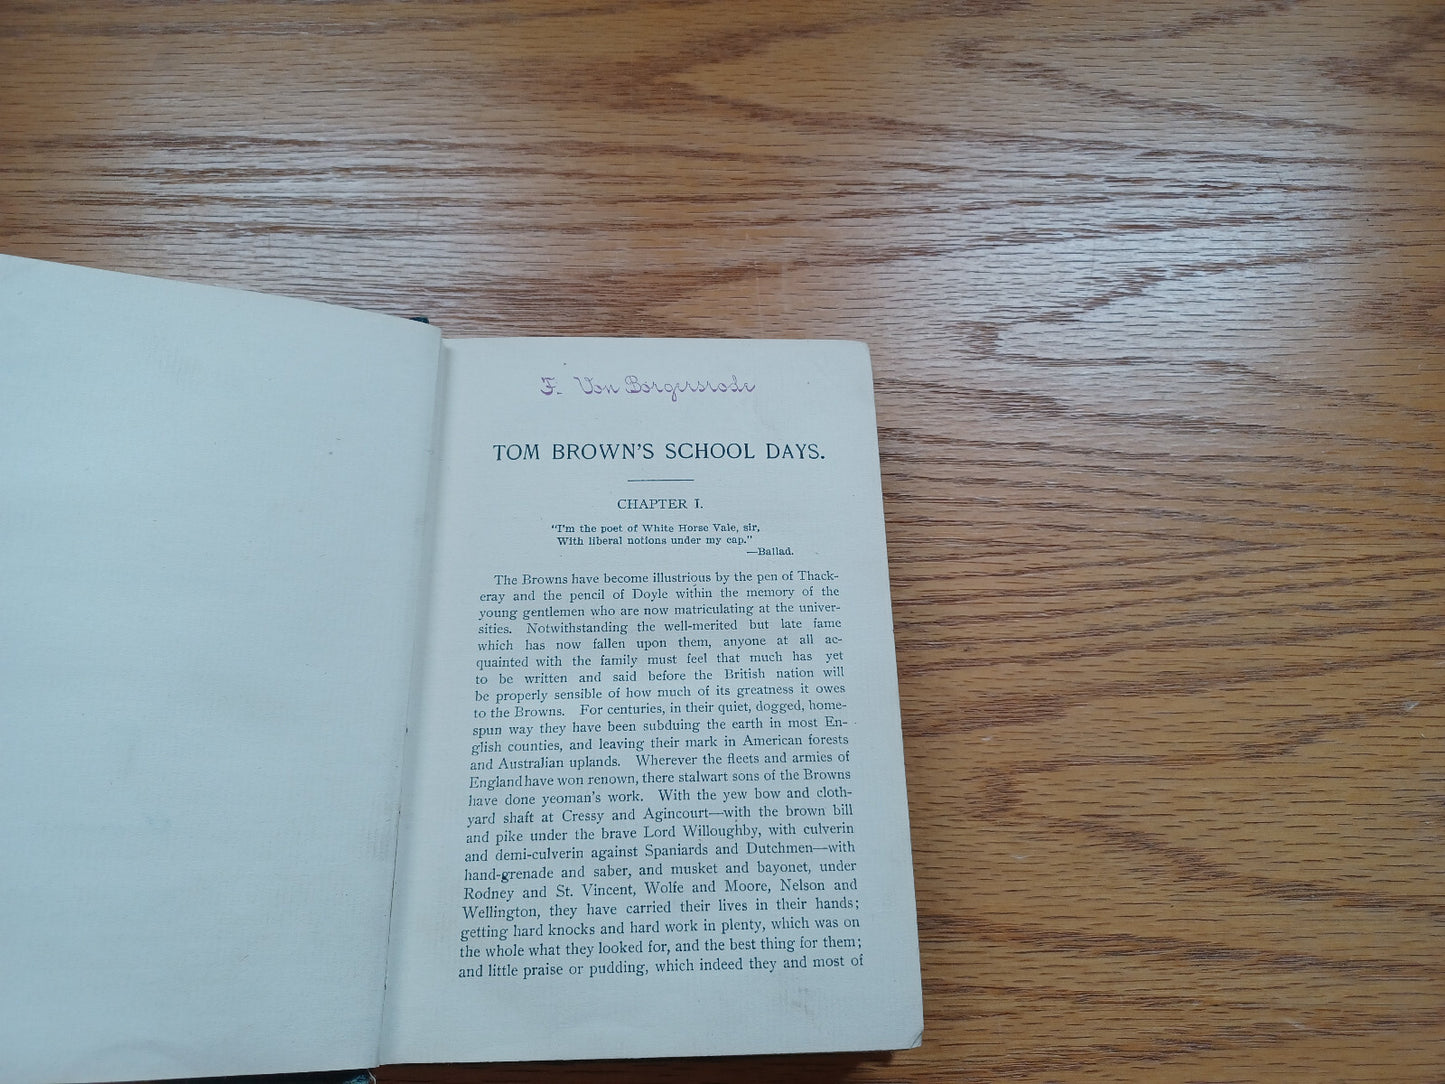 F. Von Borgersrode
TOM BROWN'S SCHOOL DAYS.
CHAPTER I.
"I'm the poet of White Horse Vale, sir,
With liberal notions under my cap."
—Ballad.
The Browns have become illustrious by the pen of Thack-
eray and the pencil of Doyle within the memory of the
young gentlemen who are now matriculating at the univer-
sities. Notwithstanding the well-merited but late fame
which has now fallen upon them, anyone at all ac-
quainted with the family must feel that much has yet
to be written and said before the British nation will
be properly sensible of how much of its greatness it owes
to the Browns. For centuries, in their quiet, dogged, home-
spun way they have been subduing the earth in most En-
glish counties, and leaving their mark in American forests
and Australian uplands. Wherever the fleets and armies of
England have won renown, there stalwart sons of the Browns
have done yeoman's work. With the yew bow and cloth-
yard shaft at Cressy and Agincourt—with the brown bill
and pike under the brave Lord Willoughby, with culverin
and demi-culverin against Spaniards and Dutchmen—with
hand-grenade and saber, and musket and bayonet, under
Rodney and St. Vincent, Wolfe and Moore, Nelson and
Wellington, they have carried their lives in their hands;
getting hard knocks and hard work in plenty, which was on
the whole what they looked for, and the best thing for them;
and little praise or pudding, which indeed they and most of